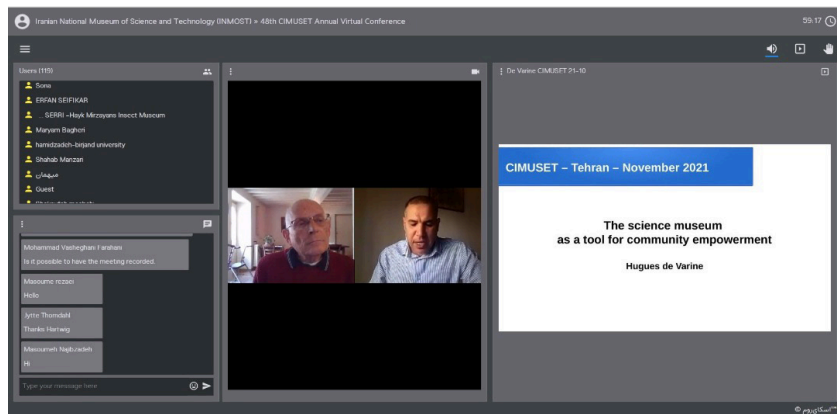 Iranian National Museum of Science and Technology (INMOST) » 48th CIMUSET Annual Virtual Conference
59:17
Users (119)
Sona
ERFAN SEIFIKAR
... SERRI -Hayk Mirzayans Insect Museum
Maryam Bagheri
hamidzadeh-birjand university
Shahab Manzari
میهمان
Guest
Mohammad Vasheghani Farahani
Is it possible to have the meeting recorded.
Masoume rezaei
Hello
Jytte Thorndahl
Thanks Hartwig
Masoumeh Najibzadeh
Hi
Type your message here
De Varine CIMUSET 21-10
CIMUSET – Tehran – November 2021
The science museum
as a tool for community empowerment
Hugues de Varine
اسکای‌روم ©